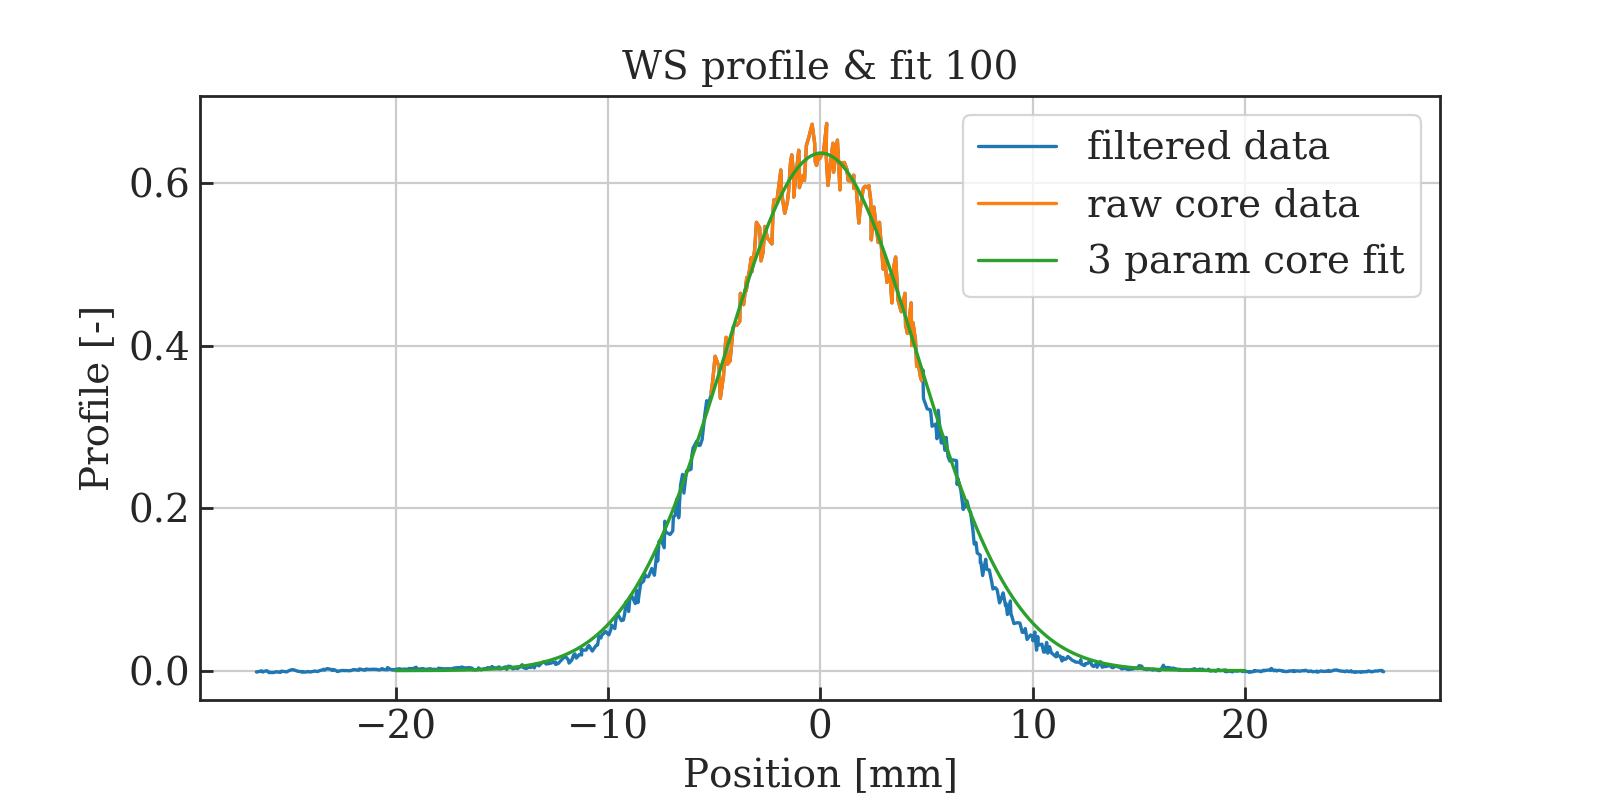 WS profile & fit 100
filtered data
raw core data
3 param core fit
Profile [-]
0.6
0.4
0.2
0.0
−20
−10
0
10
20
Position [mm]